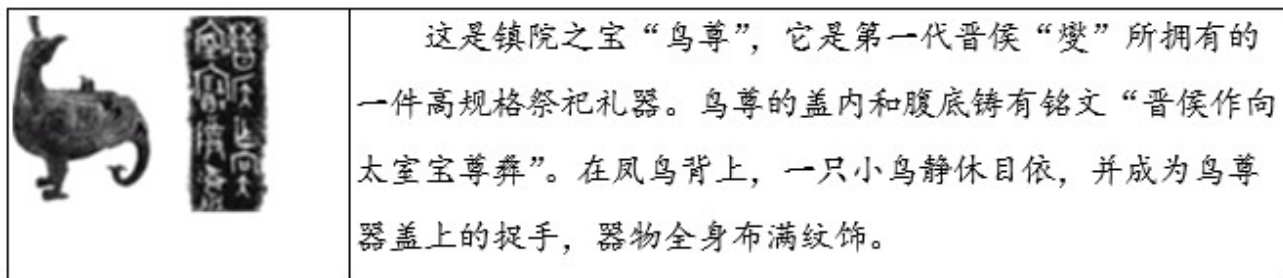 这是镇院之宝“鸟尊”，它是第一代晋侯“燮”所拥有的
一件高规格祭祀礼器。鸟尊的盖内和腹底铸有铭文“晋侯作向
太室宝尊彝”。在凤鸟背上，一只小鸟静休目依，并成为鸟尊
器盖上的捉手，器物全身布满纹饰。